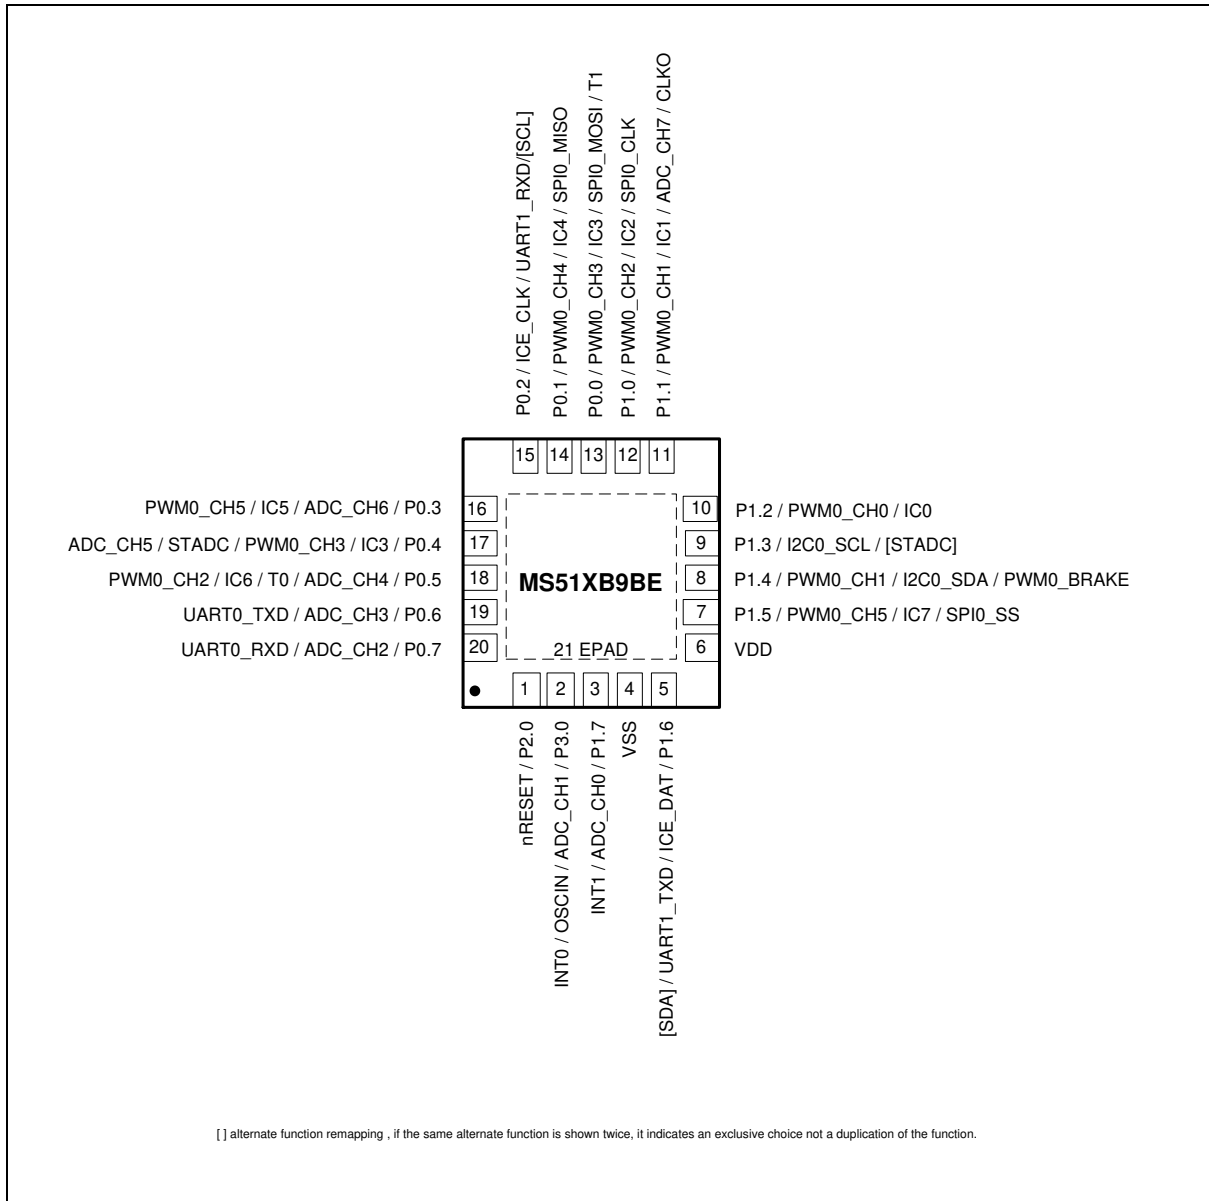 P0.2 / ICE_CLK / UART1_RXD/[SCL]
P0.1 / PWM0_CH4 / IC4 / SPI0_MISO
P0.0 / PWM0_CH3 / IC3 / SPI0_MOSI / T1
P1.0 / PWM0_CH2 / IC2 / SPI0_CLK
P1.1 / PWM0_CH1 / IC1 / ADC_CH7 / CLKO
15 14 13 12 11
PWM0_CH5 / IC5 / ADC_CH6 / P0.3 16
10 P1.2 / PWM0_CH0 / IC0
ADC_CH5 / STADC / PWM0_CH3 / IC3 / P0.4 17
9 P1.3 / I2C0_SCL / [STADC]
PWM0_CH2 / IC6 / T0 / ADC_CH4 / P0.5 18
MS51XB9BE
8 P1.4 / PWM0_CH1 / I2C0_SDA / PWM0_BRAKE
UART0_TXD / ADC_CH3 / P0.6 19
7 P1.5 / PWM0_CH5 / IC7 / SPI0_SS
UART0_RXD / ADC_CH2 / P0.7 20
21 EPAD
6 VDD
1 2 3 4 5
nRESET / P2.0
INT0 / OSCIN / ADC_CH1 / P3.0
INT1 / ADC_CH0 / P1.7
VSS
[SDA] / UART1_TXD / ICE_DAT / P1.6
[ ] alternate function remapping , if the same alternate function is shown twice, it indicates an exclusive choice not a duplication of the function.